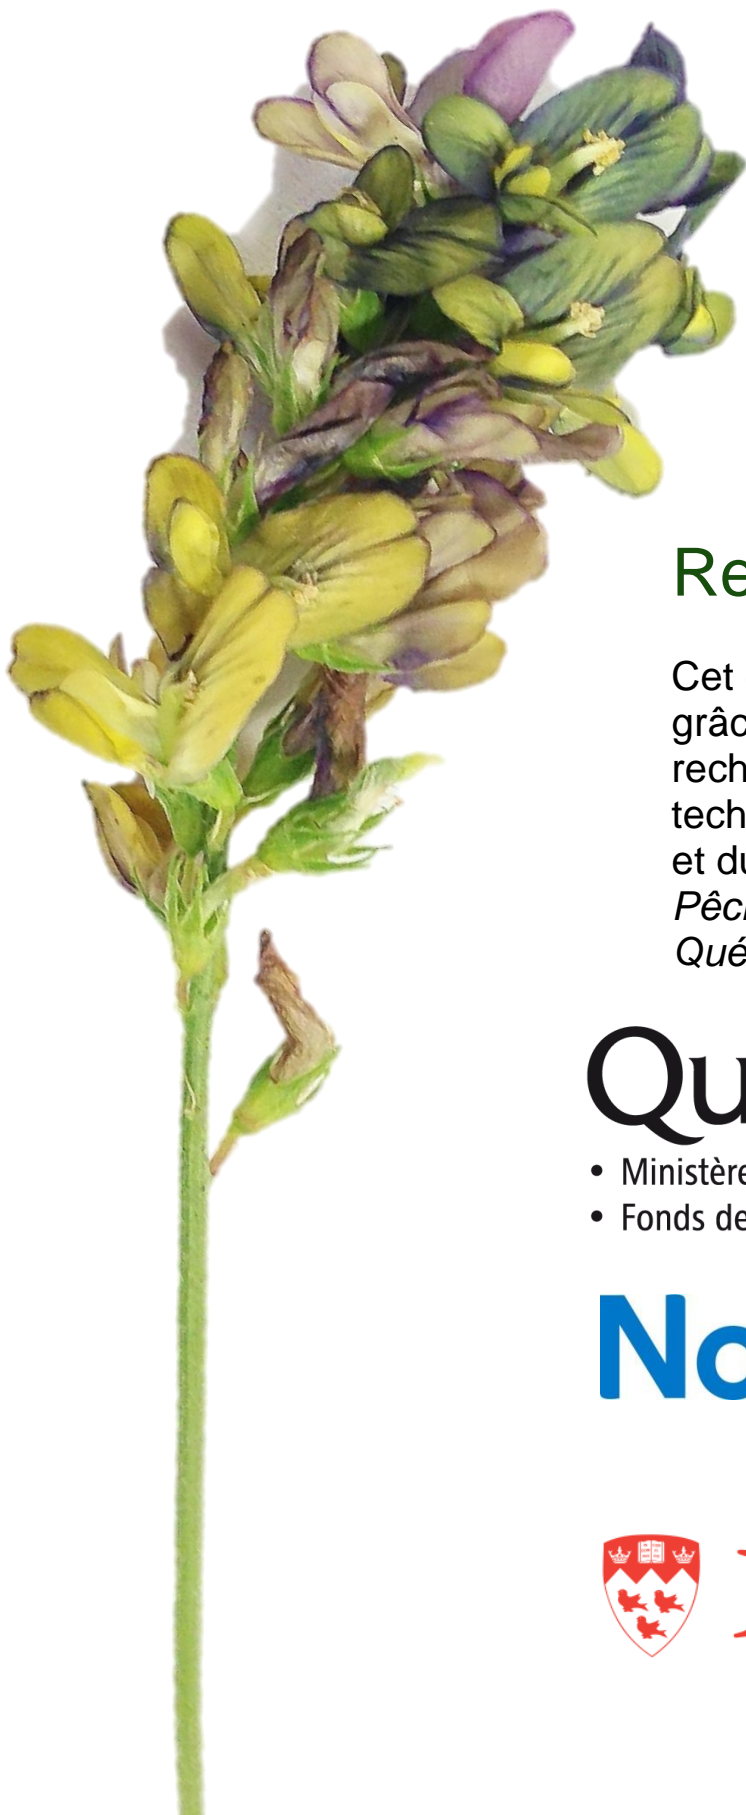 Re
Cet
grâc
rech
tech
et du
Pêc
Qué
Qu
• Ministère
• Fonds de
No